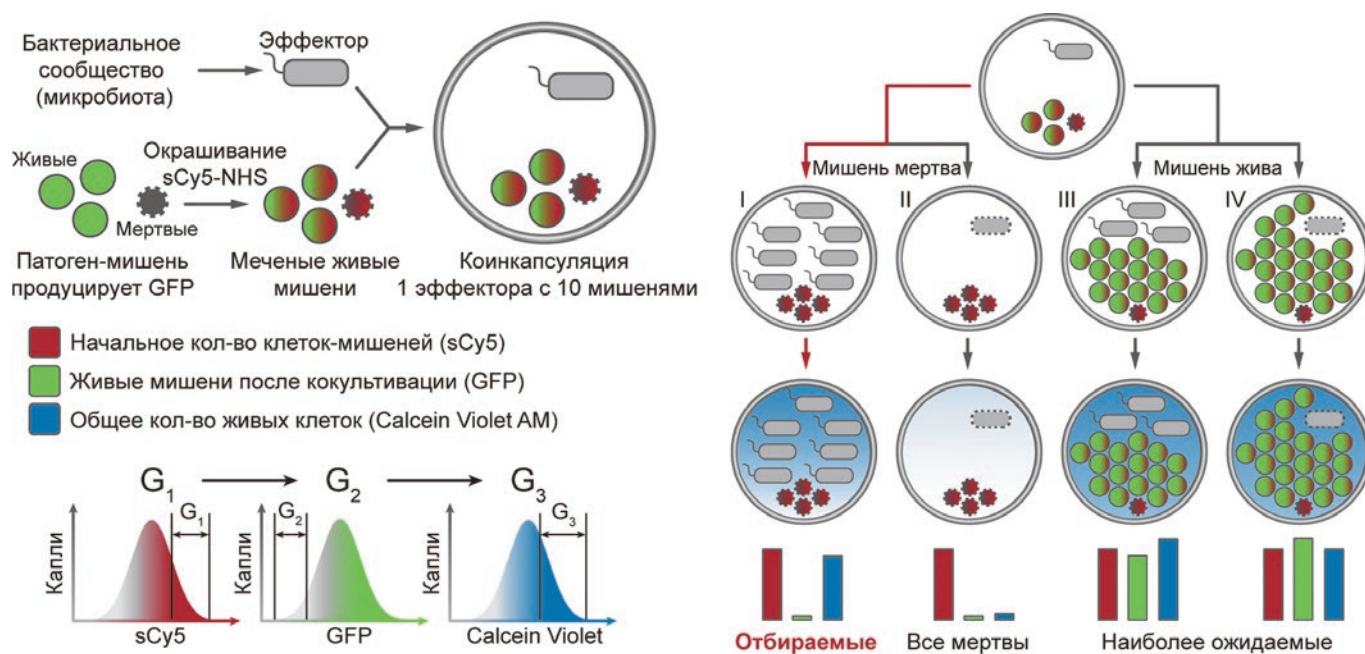 Бактериальное
сообщество
(микробиота)
Эффектор
Живые
Окрашивание
sCy5-NHS
Мертвые
Патоген-мишень
продуцирует GFP
Меченые живые
мишени
Коинкапсуляция
1 эффектора с 10 мишенями
Начальное кол-во клеток-мишеней (sCy5)
Живые мишени после кокультивации (GFP)
Общее кол-во живых клеток (Calcein Violet AM)
G1
G2
G3
Капли
G1
sCy5
Капли
G2
GFP
Капли
G3
Calcein Violet
Мишень мертва
Мишень жива
I
II
III
IV
Отбираемые
Все мертвы
Наиболее ожидаемые